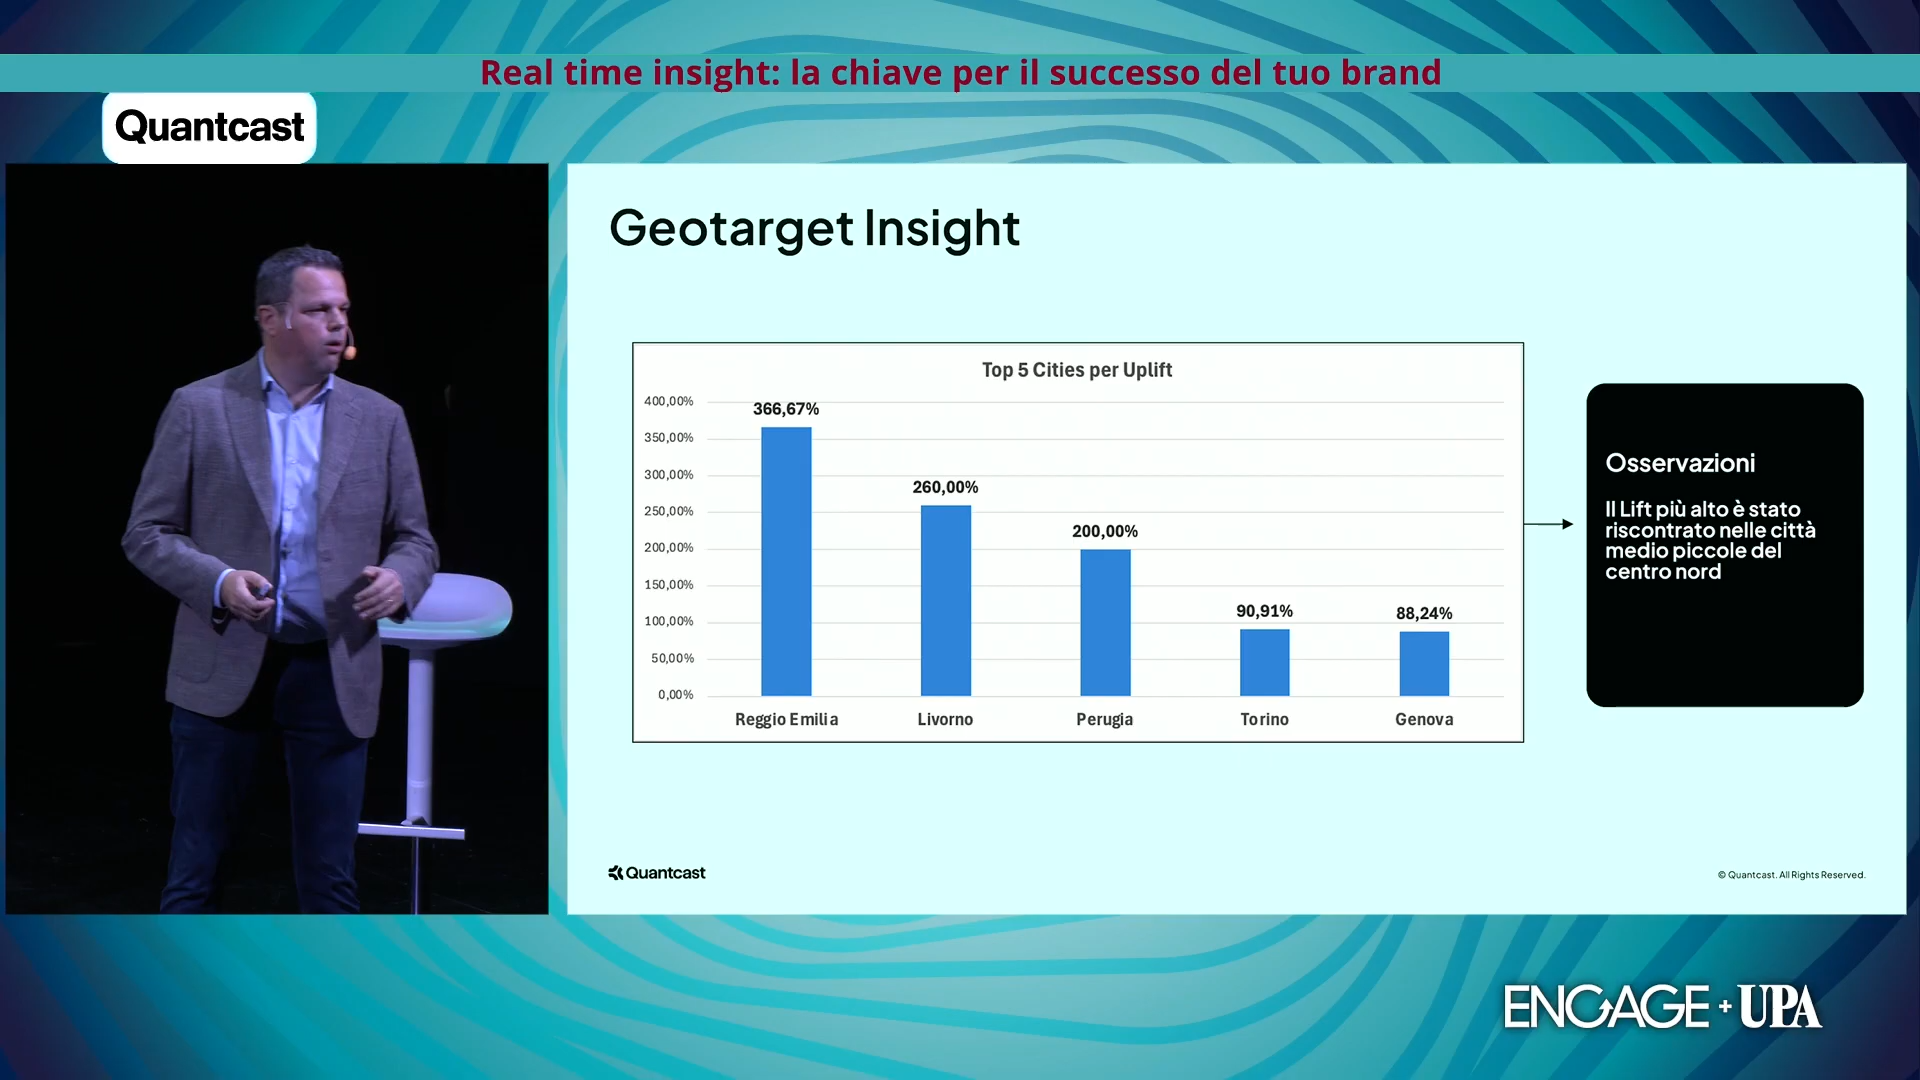 Real time insight: la chiave per il successo del tuo brand
Quantcast
Geotarget Insight
Top 5 Cities per Uplift
400,00%
350,00%
300,00%
250,00%
200,00%
150,00%
100,00%
50,00%
0,00%
366,67%
260,00%
200,00%
90,91%
88,24%
Reggio Emilia
Livorno
Perugia
Torino
Genova
Osservazioni
Il Lift più alto è stato
riscontrato nelle città
medio piccole del
centro nord
Quantcast
© Quantcast. All Rights Reserved.
ENGAGE + UPA